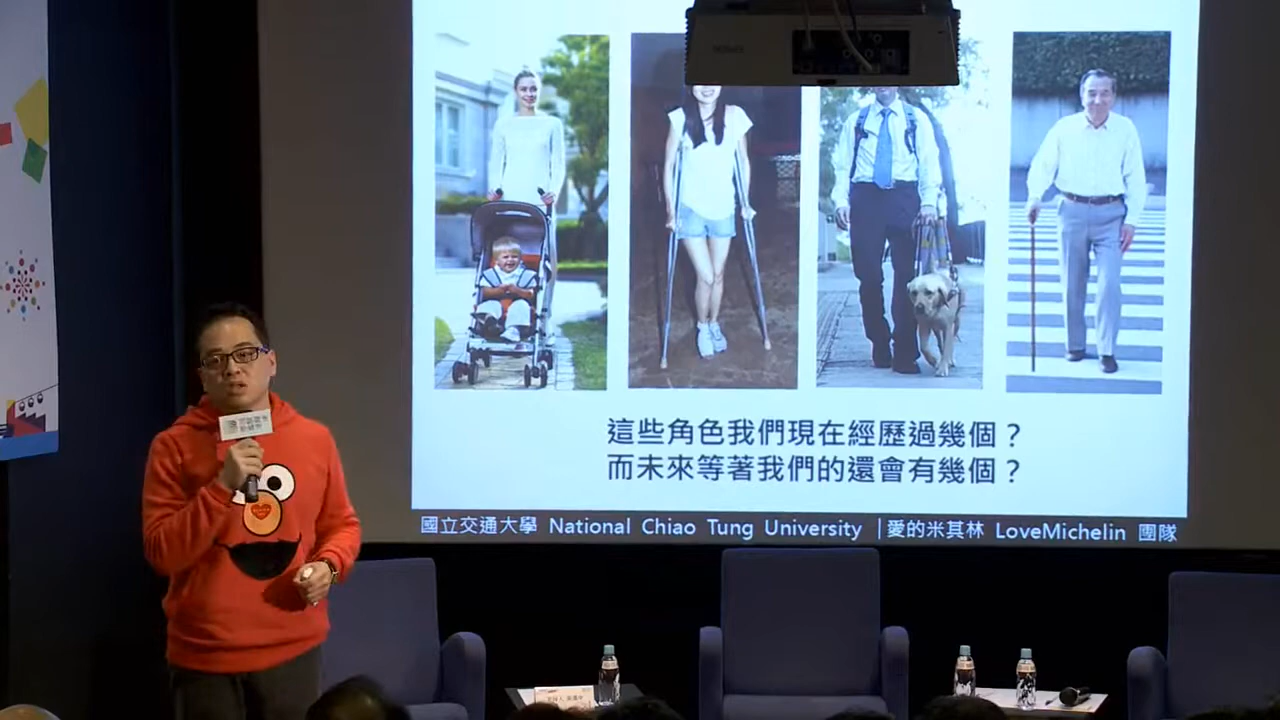 這些角色我們現在經歷過幾個？
而未來等著我們的還會有幾個？
國立交通大學 National Chiao Tung University |愛的米其林 LoveMichelin 團隊